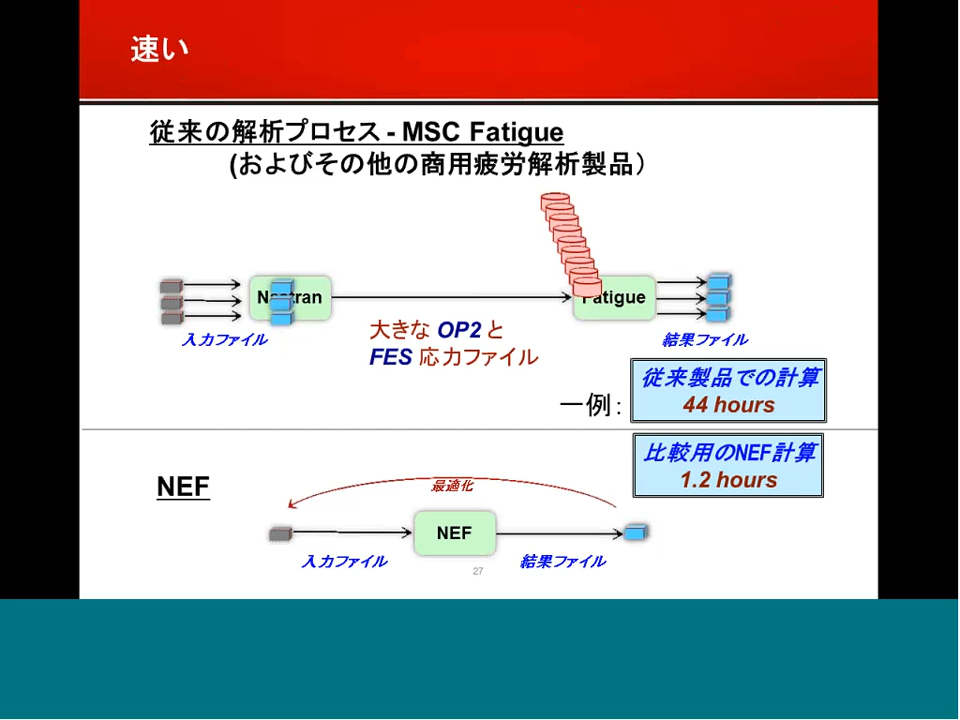 速い
従来の解析プロセス - MSC Fatigue
(およびその他の商用疲労解析製品）
Nastran
Fatigue
入力ファイル
大きな OP2 と
FES 応力ファイル
結果ファイル
一例：
従来製品での計算
44 hours
比較用のNEF計算
1.2 hours
NEF
最適化
NEF
入力ファイル
結果ファイル
27